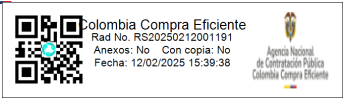 Colombia Compra Eficiente
Rad No. RS20250212001191
Anexos: No Con copia: No
Fecha: 12/02/2025 15:39:38
Agencia Nacional
de Contratación Pública
Colombia Compra Eficiente